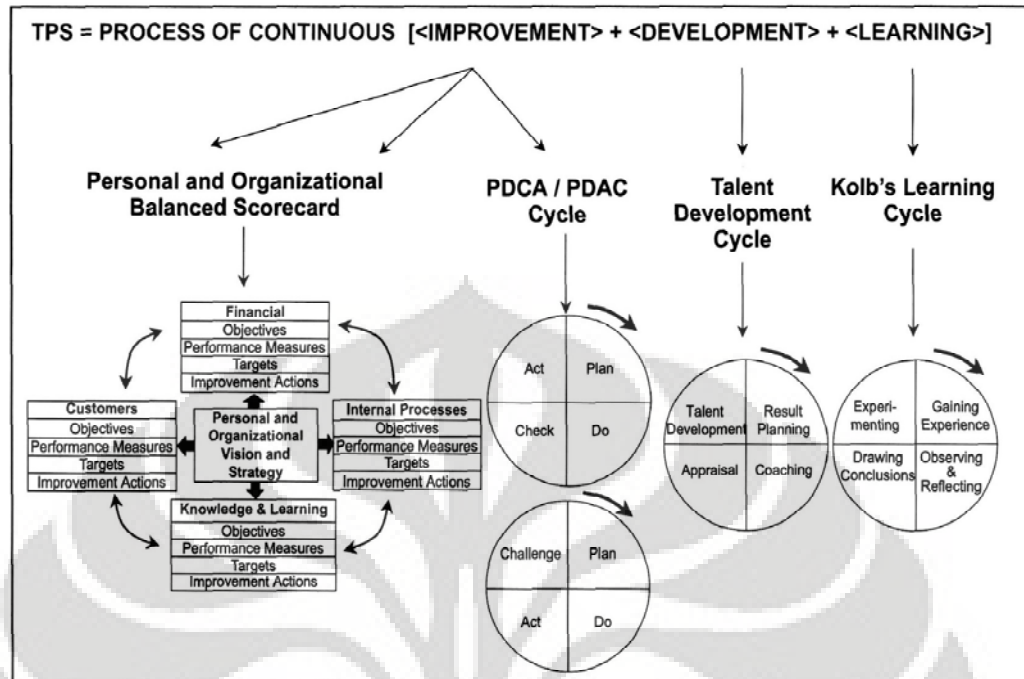 TPS = PROCESS OF CONTINUOUS [<IMPROVEMENT> + <DEVELOPMENT> + <LEARNING>]
Personal and Organizational
Balanced Scorecard
PDCA / PDAC
Cycle
Talent
Development
Cycle
Kolb's Learning
Cycle
Financial
Objectives
Performance Measures
Targets
Improvement Actions
Customers
Objectives
Performance Measures
Targets
Improvement Actions
Personal and
Organizational
Vision and
Strategy
Internal Processes
Objectives
Performance Measures
Targets
Improvement Actions
Knowledge & Learning
Objectives
Performance Measures
Targets
Improvement Actions
Act
Plan
Check
Do
Challenge
Plan
Act
Do
Talent
Development
Result
Planning
Appraisal
Coaching
Experi-
menting
Gaining
Experience
Drawing
Conclusions
Observing
&
Reflecting